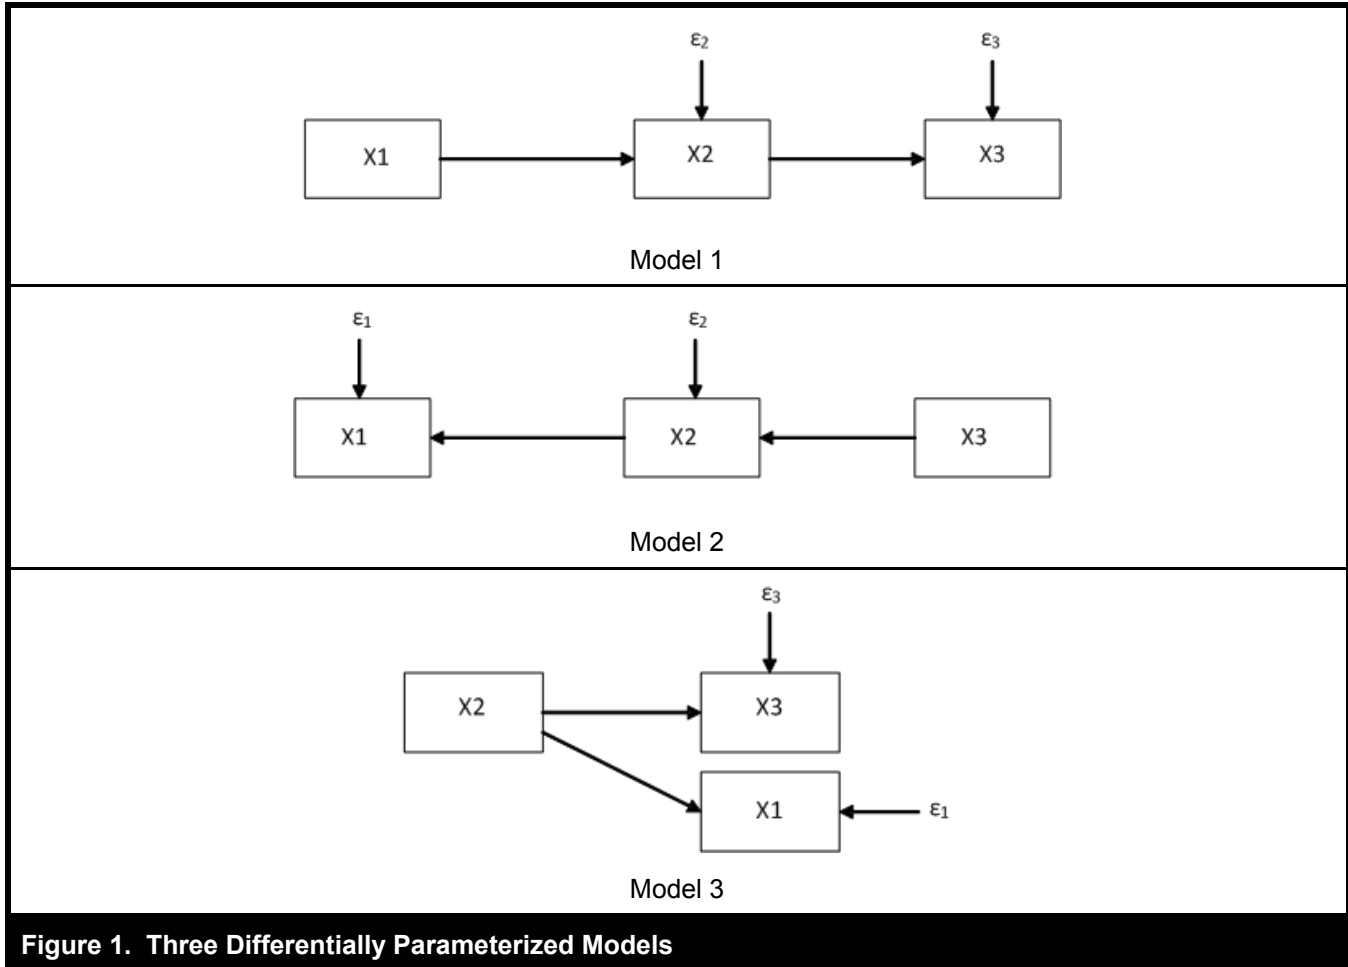 ε2 ε3
X1 X2 X3
Model 1
ε1 ε2
X1 X2 X3
Model 2
ε3
X2 X3
X1 ε1
Model 3
Figure 1. Three Differentially Parameterized Models